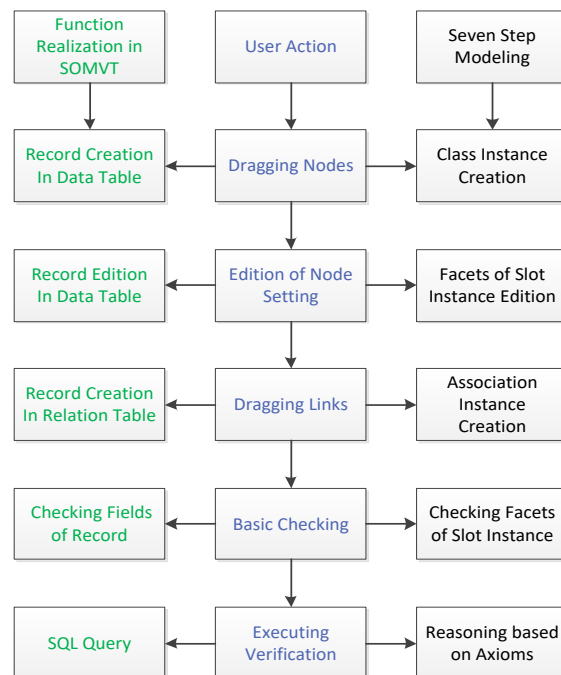 Function
Realization in
SOMVT
User Action
Seven Step
Modeling
Record Creation
In Data Table
Dragging Nodes
Class Instance
Creation
Record Edition
In Data Table
Edition of Node
Setting
Facets of Slot
Instance Edition
Record Creation
In Relation Table
Dragging Links
Association
Instance
Creation
Checking Fields
of Record
Basic Checking
Checking Facets
of Slot Instance
SQL Query
Executing
Verification
Reasoning based
on Axioms